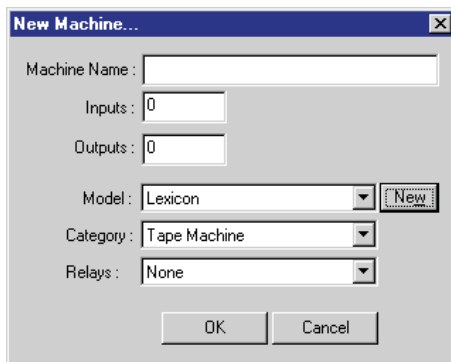 New Machine...
Machine Name :
Inputs : 0
Outputs : 0
Model : Lexicon New
Category : Tape Machine
Relays : None
OK Cancel